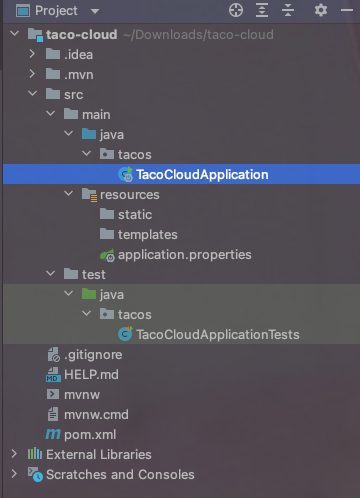 Project
taco-cloud ~/Downloads/taco-cloud
.idea
.mvn
src
main
java
tacos
TacoCloudApplication
resources
static
templates
application.properties
test
java
tacos
TacoCloudApplicationTests
.gitignore
MD HELP.md
mvnw
mvnw.cmd
m pom.xml
External Libraries
Scratches and Consoles